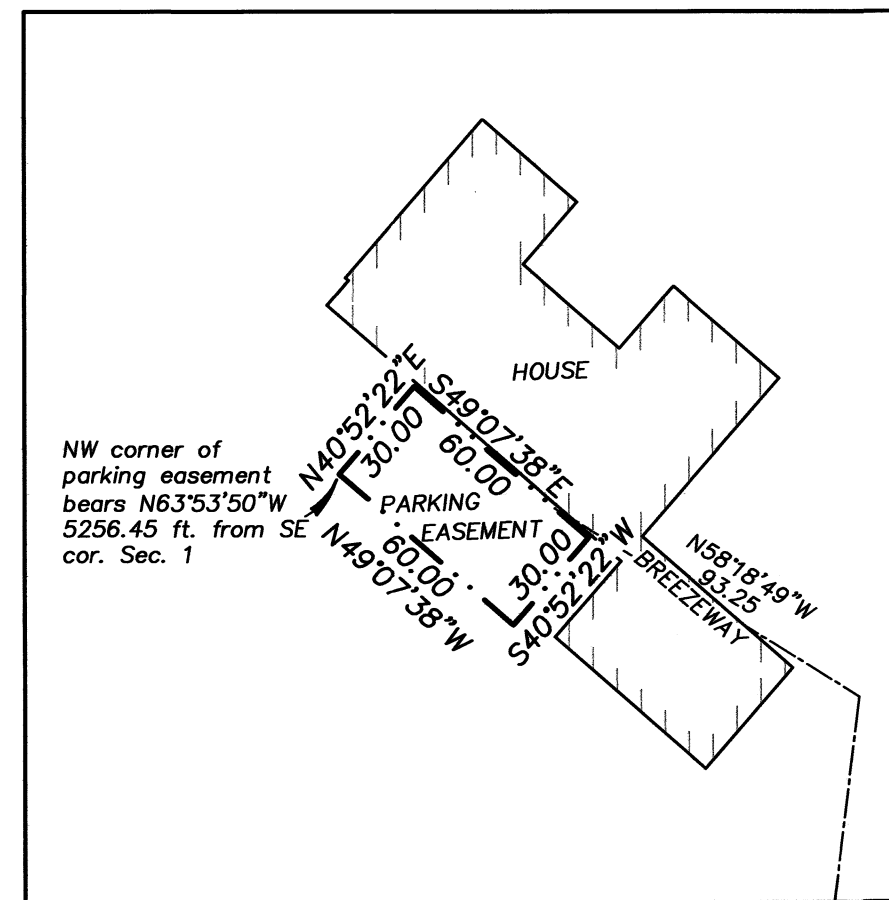 HOUSE
N40°52'22"E
30.00
S49°07'38"E
60.00
NW corner of
parking easement
bears N63°53'50"W
5256.45 ft. from SE
cor. Sec. 1
PARKING
EASEMENT
N49°07'38"W
60.00
30.00
S40°52'22"W
BREEZEWAY
N58°18'49"W
93.25